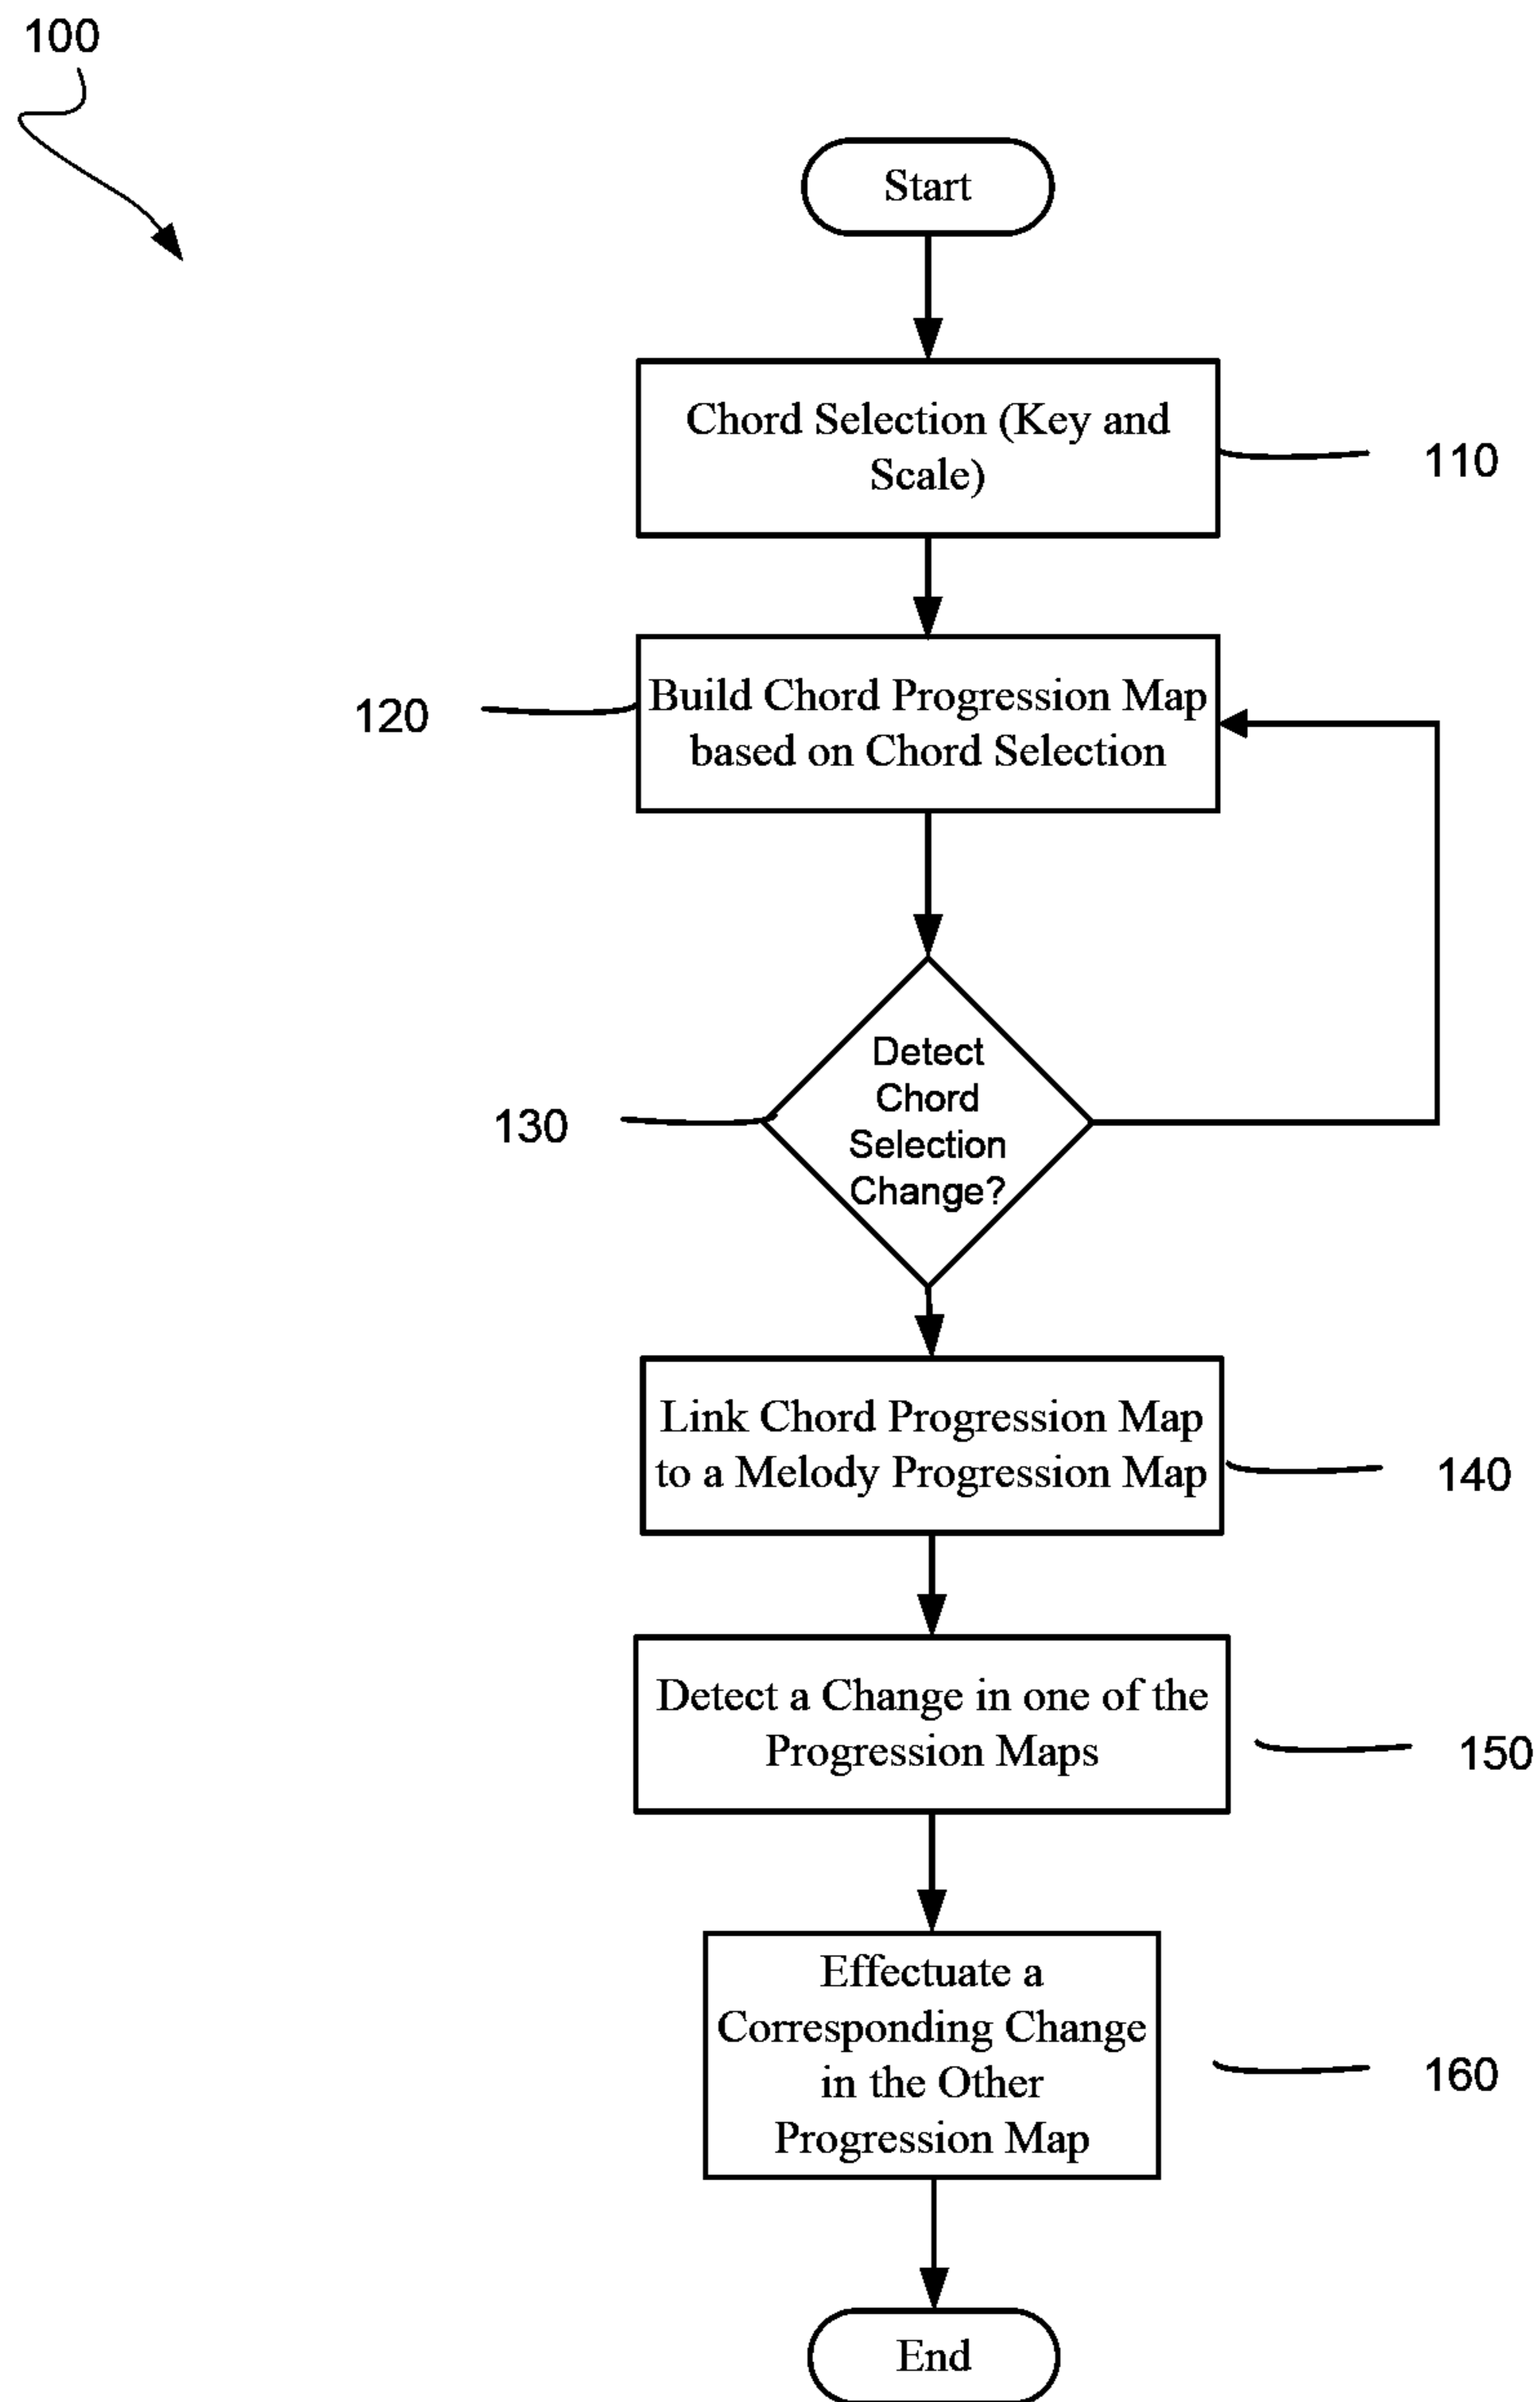 100
Start
Chord Selection (Key and
Scale)
110
Build Chord Progression Map
based on Chord Selection
120
Detect
Chord
Selection
Change?
130
Link Chord Progression Map
to a Melody Progression Map
140
Detect a Change in one of the
Progression Maps
150
Effectuate a
Corresponding Change
in the Other
Progression Map
160
End